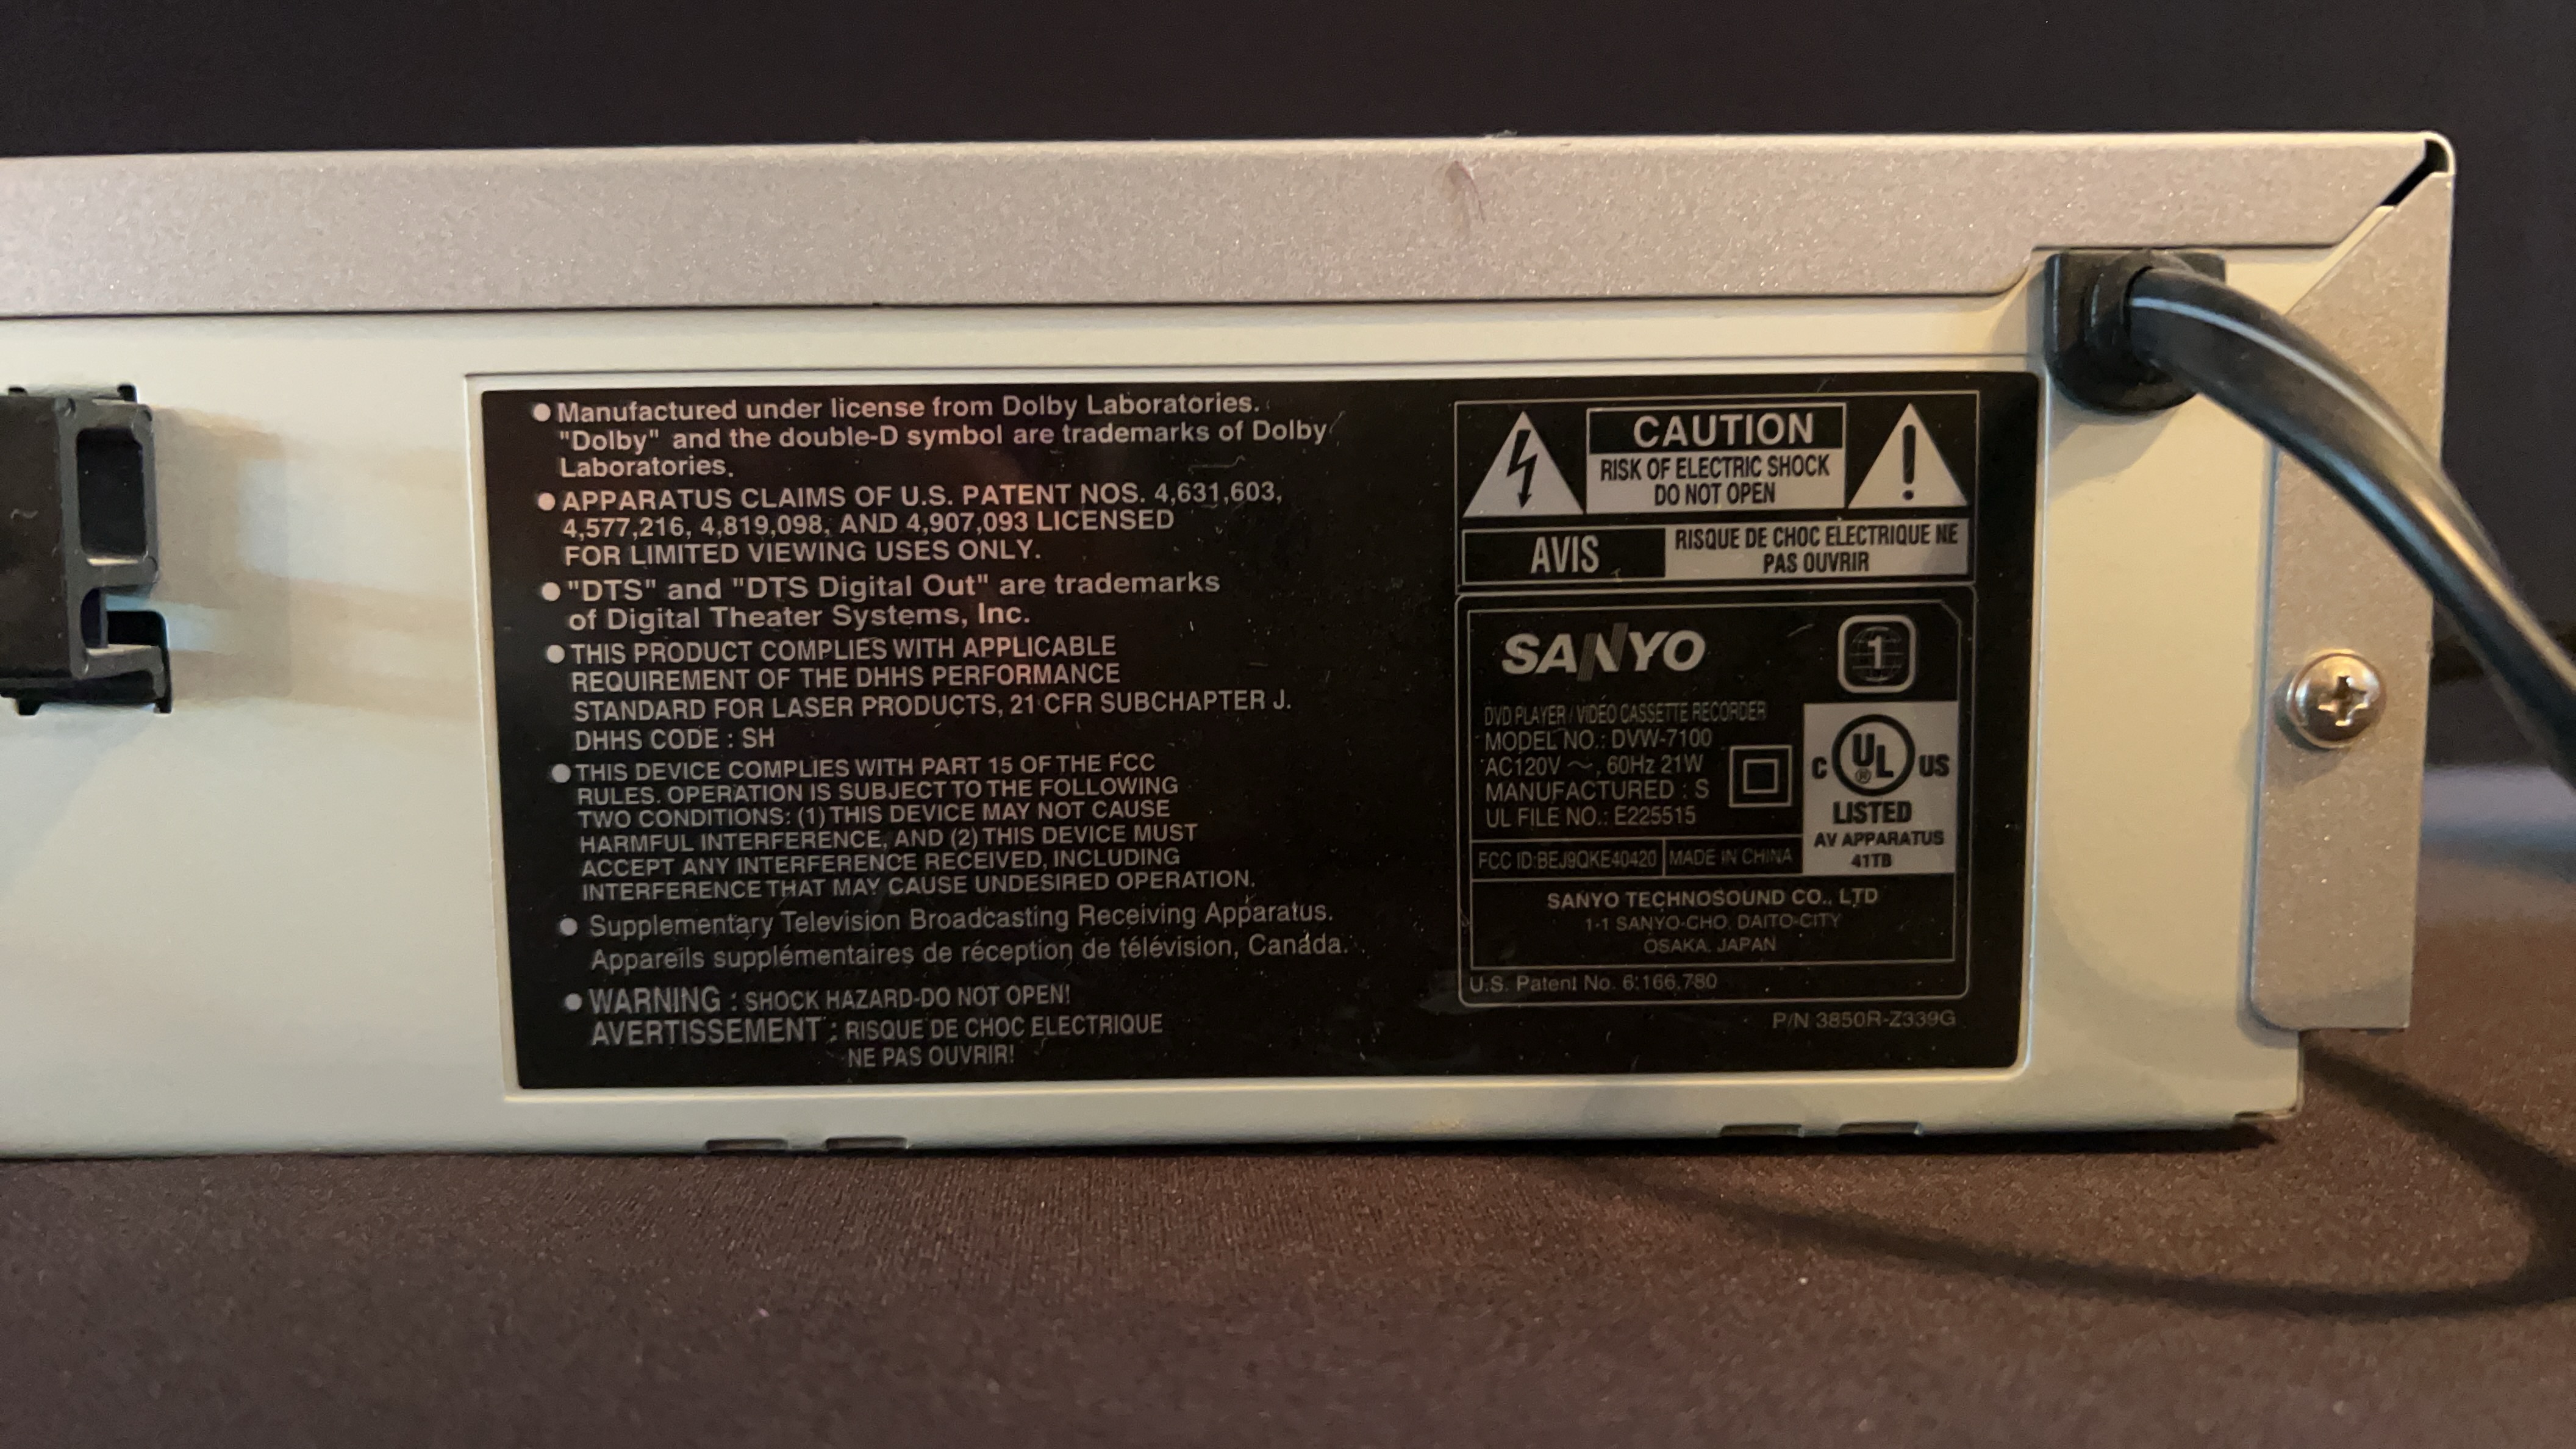 ● Manufactured under license from Dolby Laboratories.
"Dolby" and the double-D symbol are trademarks of Dolby
Laboratories.
● APPARATUS CLAIMS OF U.S. PATENT NOS. 4,631,603,
4,577,216, 4,819,098, AND 4,907,093 LICENSED
FOR LIMITED VIEWING USES ONLY.
● "DTS" and "DTS Digital Out" are trademarks
of Digital Theater Systems, Inc.
● THIS PRODUCT COMPLIES WITH APPLICABLE
REQUIREMENT OF THE DHHS PERFORMANCE
STANDARD FOR LASER PRODUCTS, 21 CFR SUBCHAPTER J.
DHHS CODE : SH
● THIS DEVICE COMPLIES WITH PART 15 OF THE FCC
RULES. OPERATION IS SUBJECT TO THE FOLLOWING
TWO CONDITIONS: (1) THIS DEVICE MAY NOT CAUSE
HARMFUL INTERFERENCE, AND (2) THIS DEVICE MUST
ACCEPT ANY INTERFERENCE RECEIVED, INCLUDING
INTERFERENCE THAT MAY CAUSE UNDESIRED OPERATION.
● Supplementary Television Broadcasting Receiving Apparatus.
Appareils supplémentaires de réception de télévision, Canada.
● WARNING : SHOCK HAZARD-DO NOT OPEN!
AVERTISSEMENT : RISQUE DE CHOC ELECTRIQUE
NE PAS OUVRIR!
CAUTION
RISK OF ELECTRIC SHOCK
DO NOT OPEN
AVIS
RISQUE DE CHOC ELECTRIQUE NE
PAS OUVRIR
SANYO
1
DVD PLAYER / VIDEO CASSETTE RECORDER
MODEL NO.: DVW-7100
AC120V ~, 60Hz 21W
MANUFACTURED : S
UL FILE NO.: E225515
C UL ® US
LISTED
AV APPARATUS
41TB
FCC ID:BEJ9QKE40420
MADE IN CHINA
SANYO TECHNOSOUND CO., LTD
1-1 SANYO-CHO, DAITO-CITY
OSAKA, JAPAN
U.S. Patent No. 6,166,780
P/N 3850R-Z339G